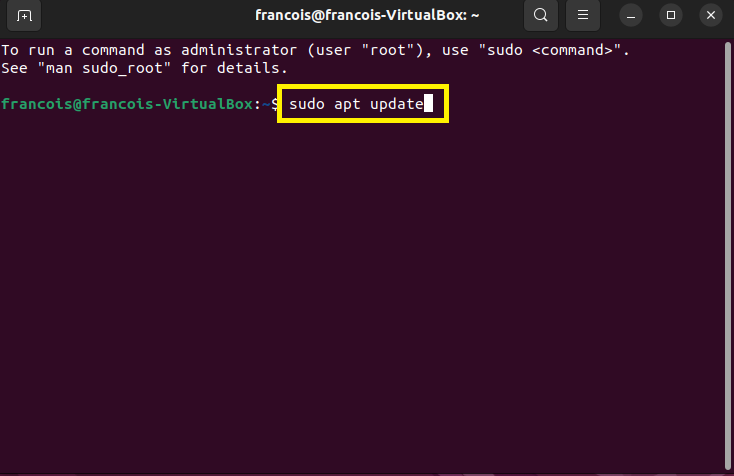 francois@francois-VirtualBox: ~
To run a command as administrator (user "root"), use "sudo <command>".
See "man sudo_root" for details.
francois@francois-VirtualBox:~$ sudo apt update